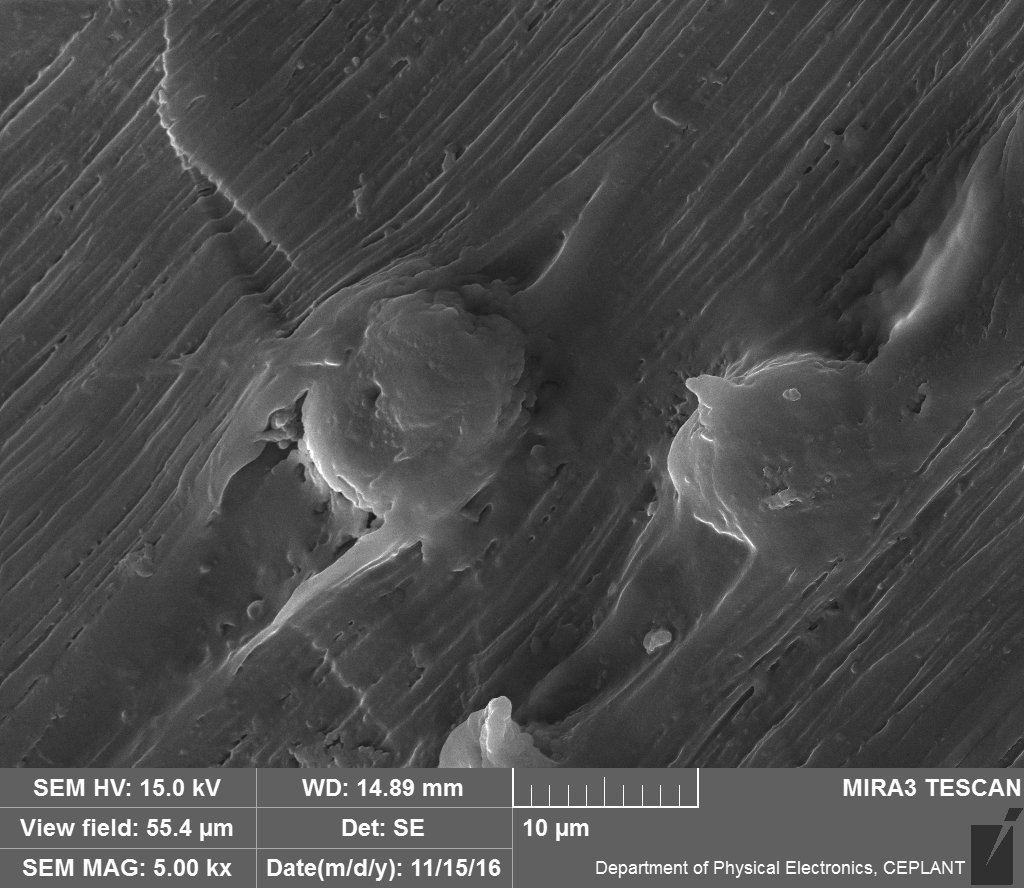 SEM HV: 15.0 kV
WD: 14.89 mm
MIRA3 TESCAN
View field: 55.4 µm
Det: SE
10 µm
SEM MAG: 5.00 kx
Date(m/d/y): 11/15/16
Department of Physical Electronics, CEPLANT